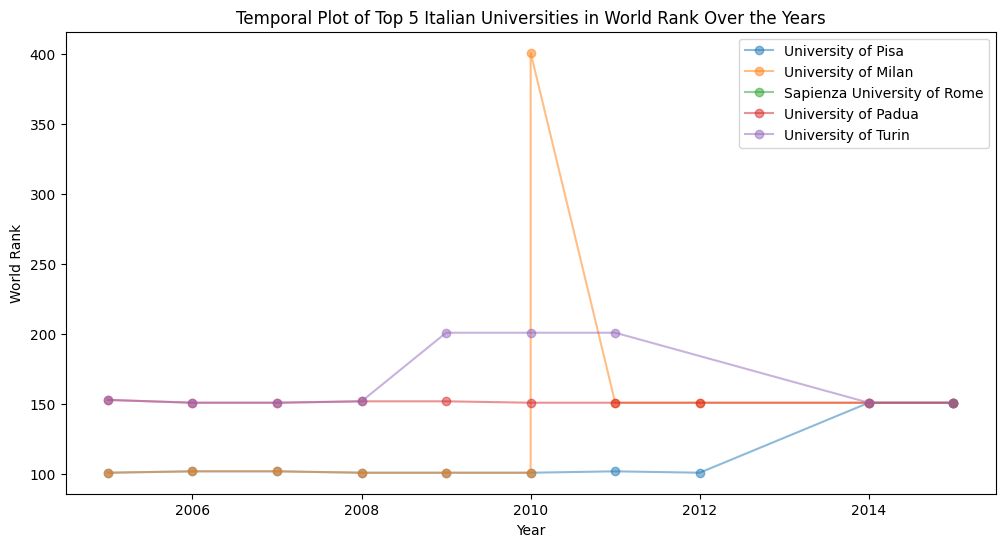 Temporal Plot of Top 5 Italian Universities in World Rank Over the Years
University of Pisa
University of Milan
Sapienza University of Rome
University of Padua
University of Turin
World Rank
400
350
300
250
200
150
100
2006 2008 2010 2012 2014
Year